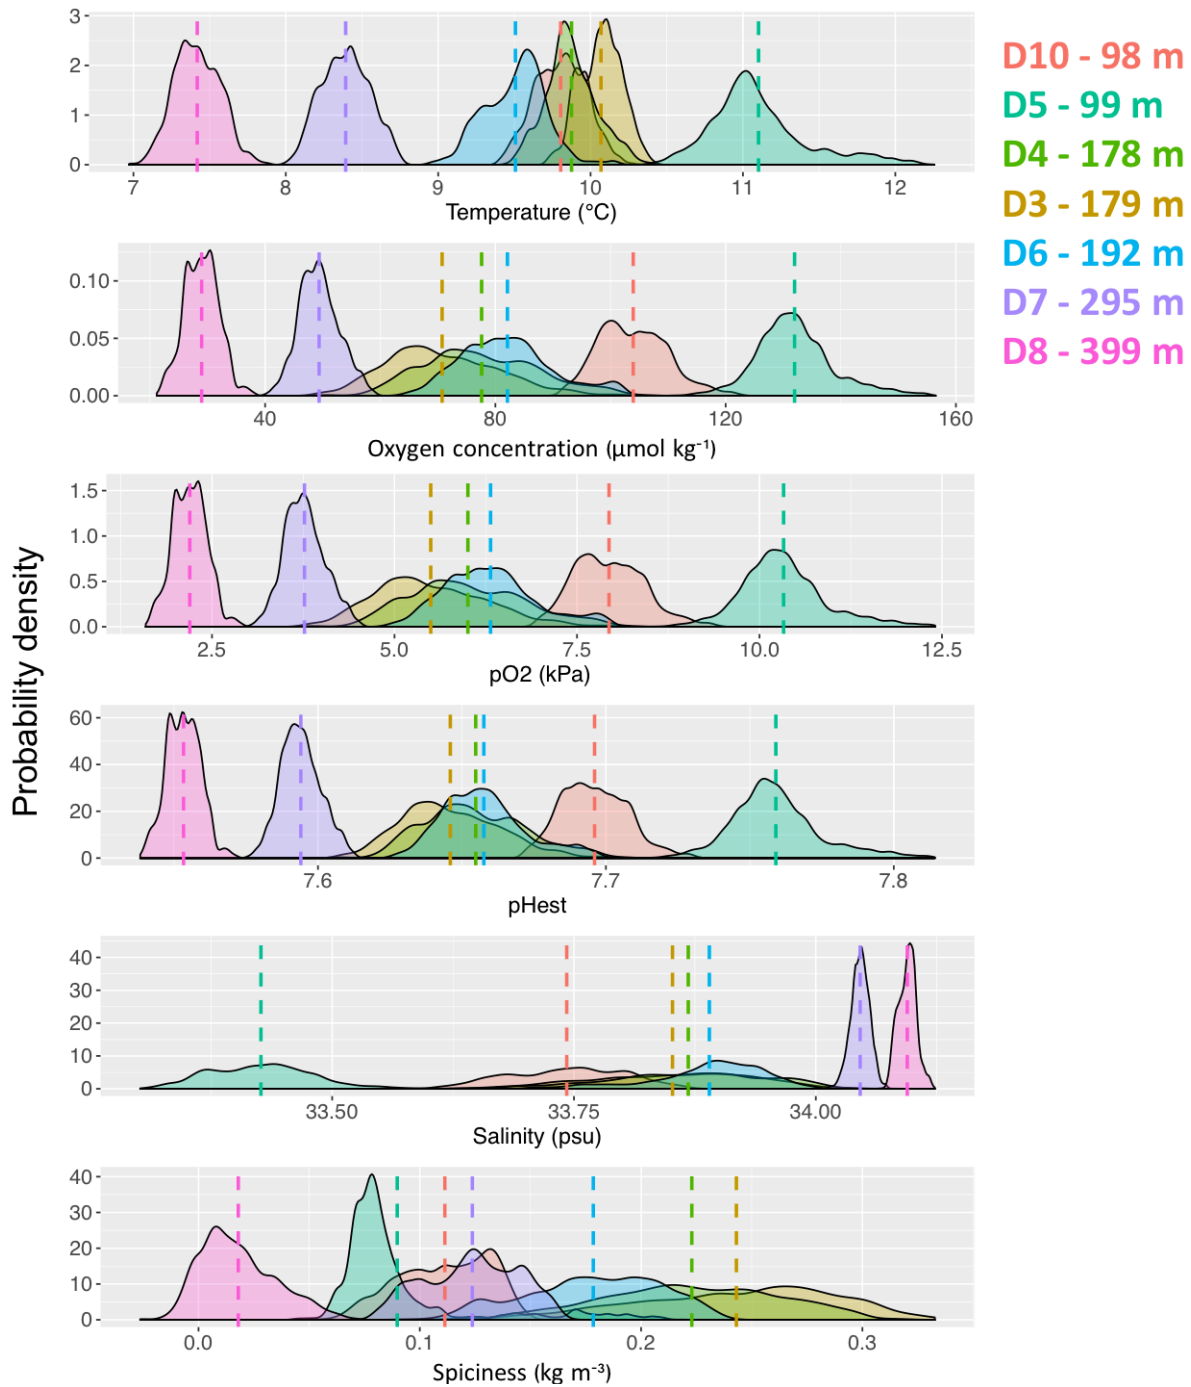 Probability density
3
2
1
0
7 8 9 10 11 12
Temperature (°C)
0.10
0.05
0.00
40 80 120 160
Oxygen concentration (µmol kg⁻¹)
1.5
1.0
0.5
0.0
2.5 5.0 7.5 10.0 12.5
pO2 (kPa)
60
40
20
0
7.6 7.7 7.8
pHest
40
30
20
10
0
33.50 33.75 34.00
Salinity (psu)
40
30
20
10
0
0.0 0.1 0.2 0.3
Spiciness (kg m⁻³)
D10 - 98 m
D5 - 99 m
D4 - 178 m
D3 - 179 m
D6 - 192 m
D7 - 295 m
D8 - 399 m